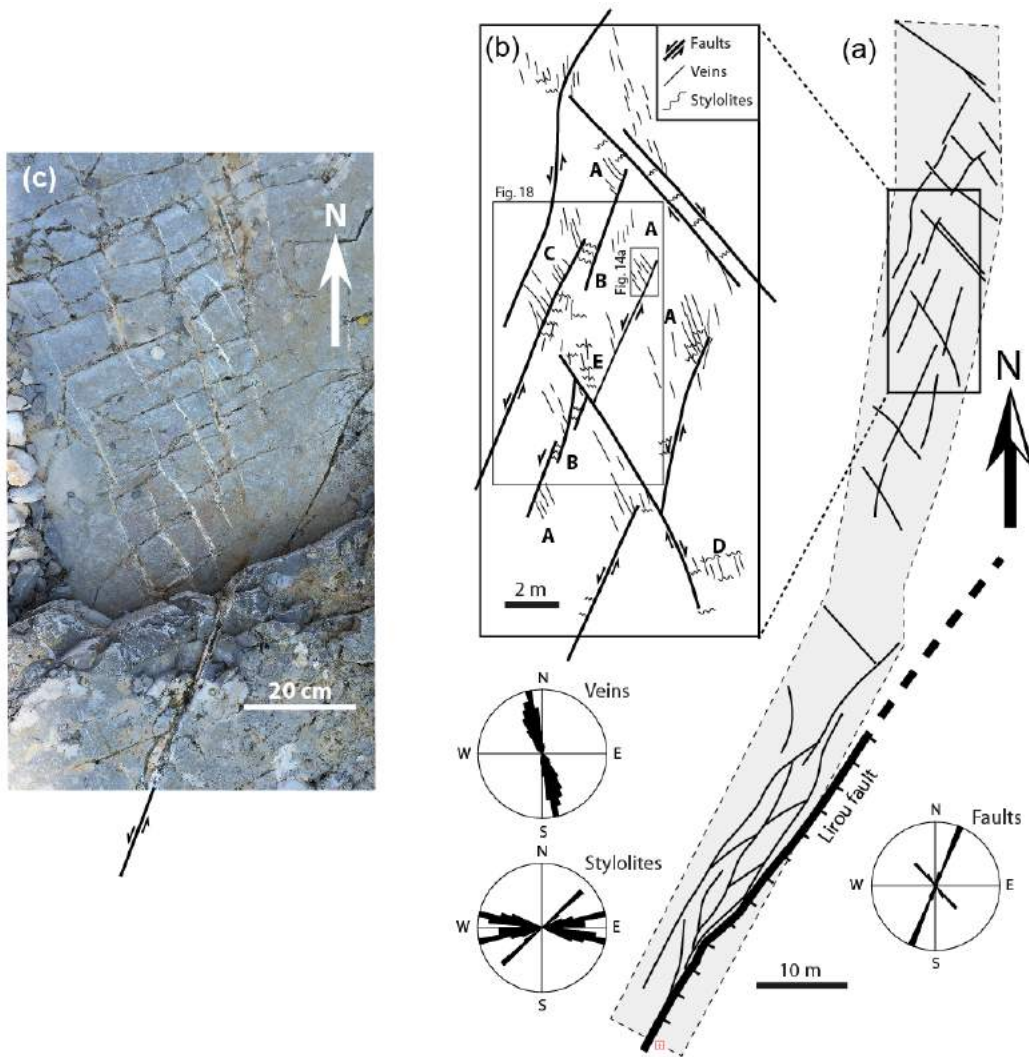 (b)
Faults
Veins
Stylolites
(a)
(c)
N
Fig. 18
A
A
C
B
Fig. 14a
A
E
B
A
D
2 m
20 cm
N
Veins
N
W
E
S
Stylolites
N
W
E
S
Lirou fault
Faults
N
W
E
S
10 m